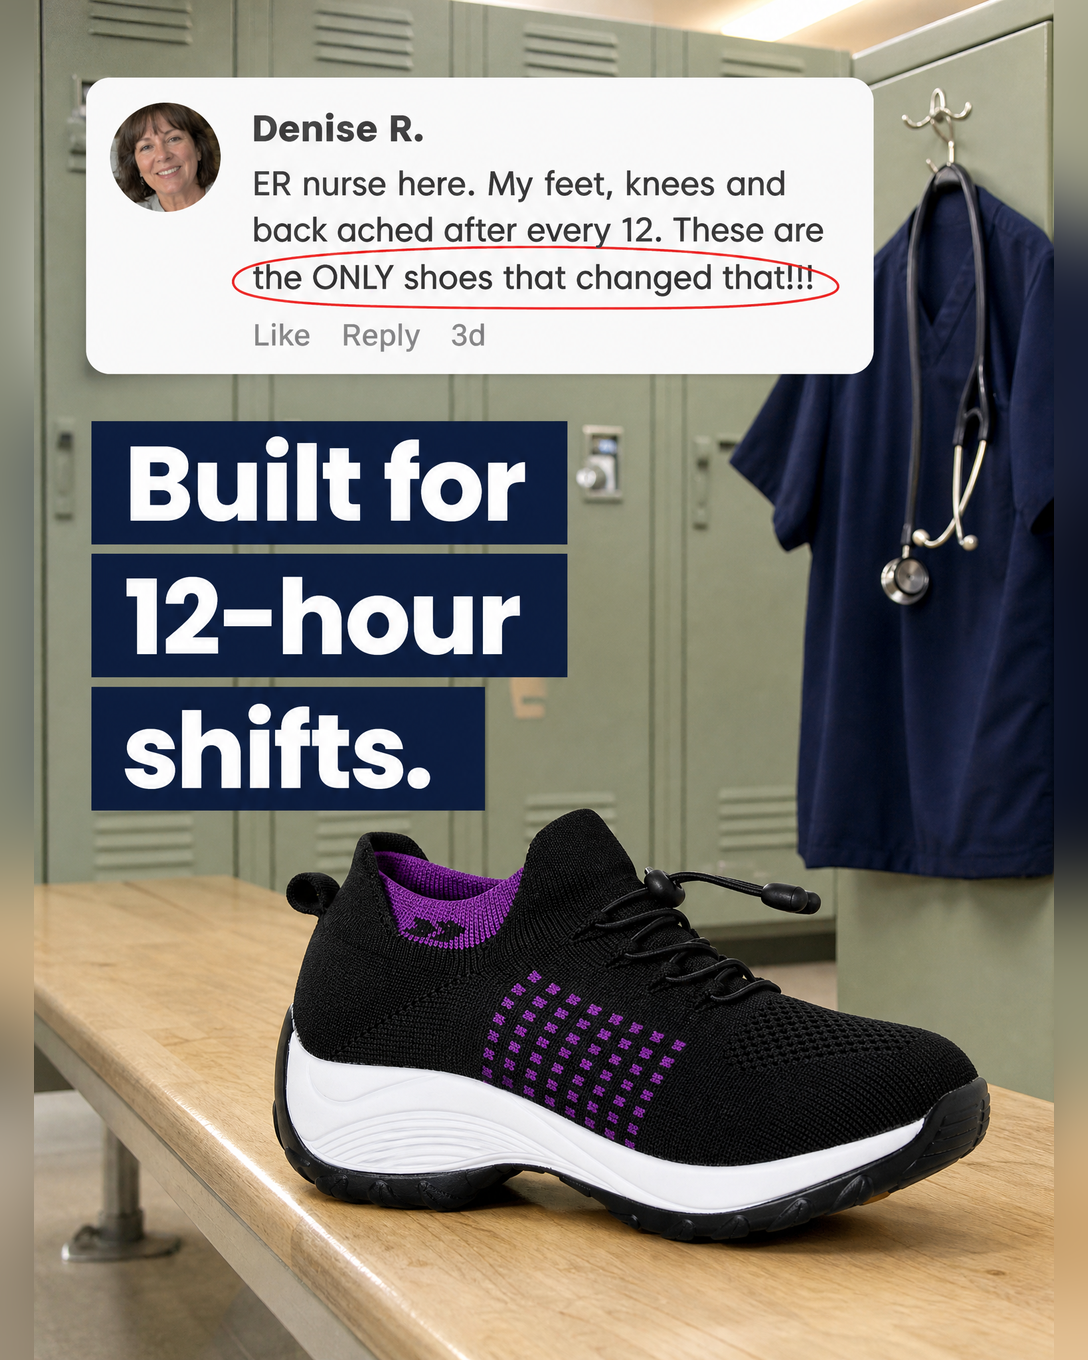 Denise R.
ER nurse here. My feet, knees and
back ached after every 12. These are
the ONLY shoes that changed that!!!
Like Reply 3d
Built for
12-hour
shifts.